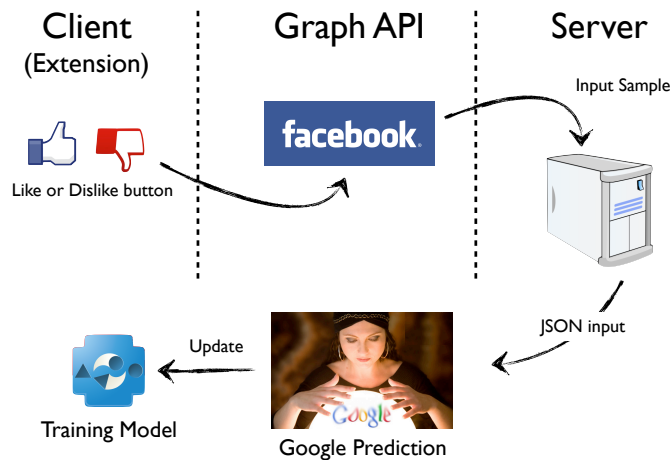 Client
(Extension)
Graph API
Server
Input Sample
facebook.
Like or Dislike button
JSON input
Update
Google
Training Model
Google Prediction